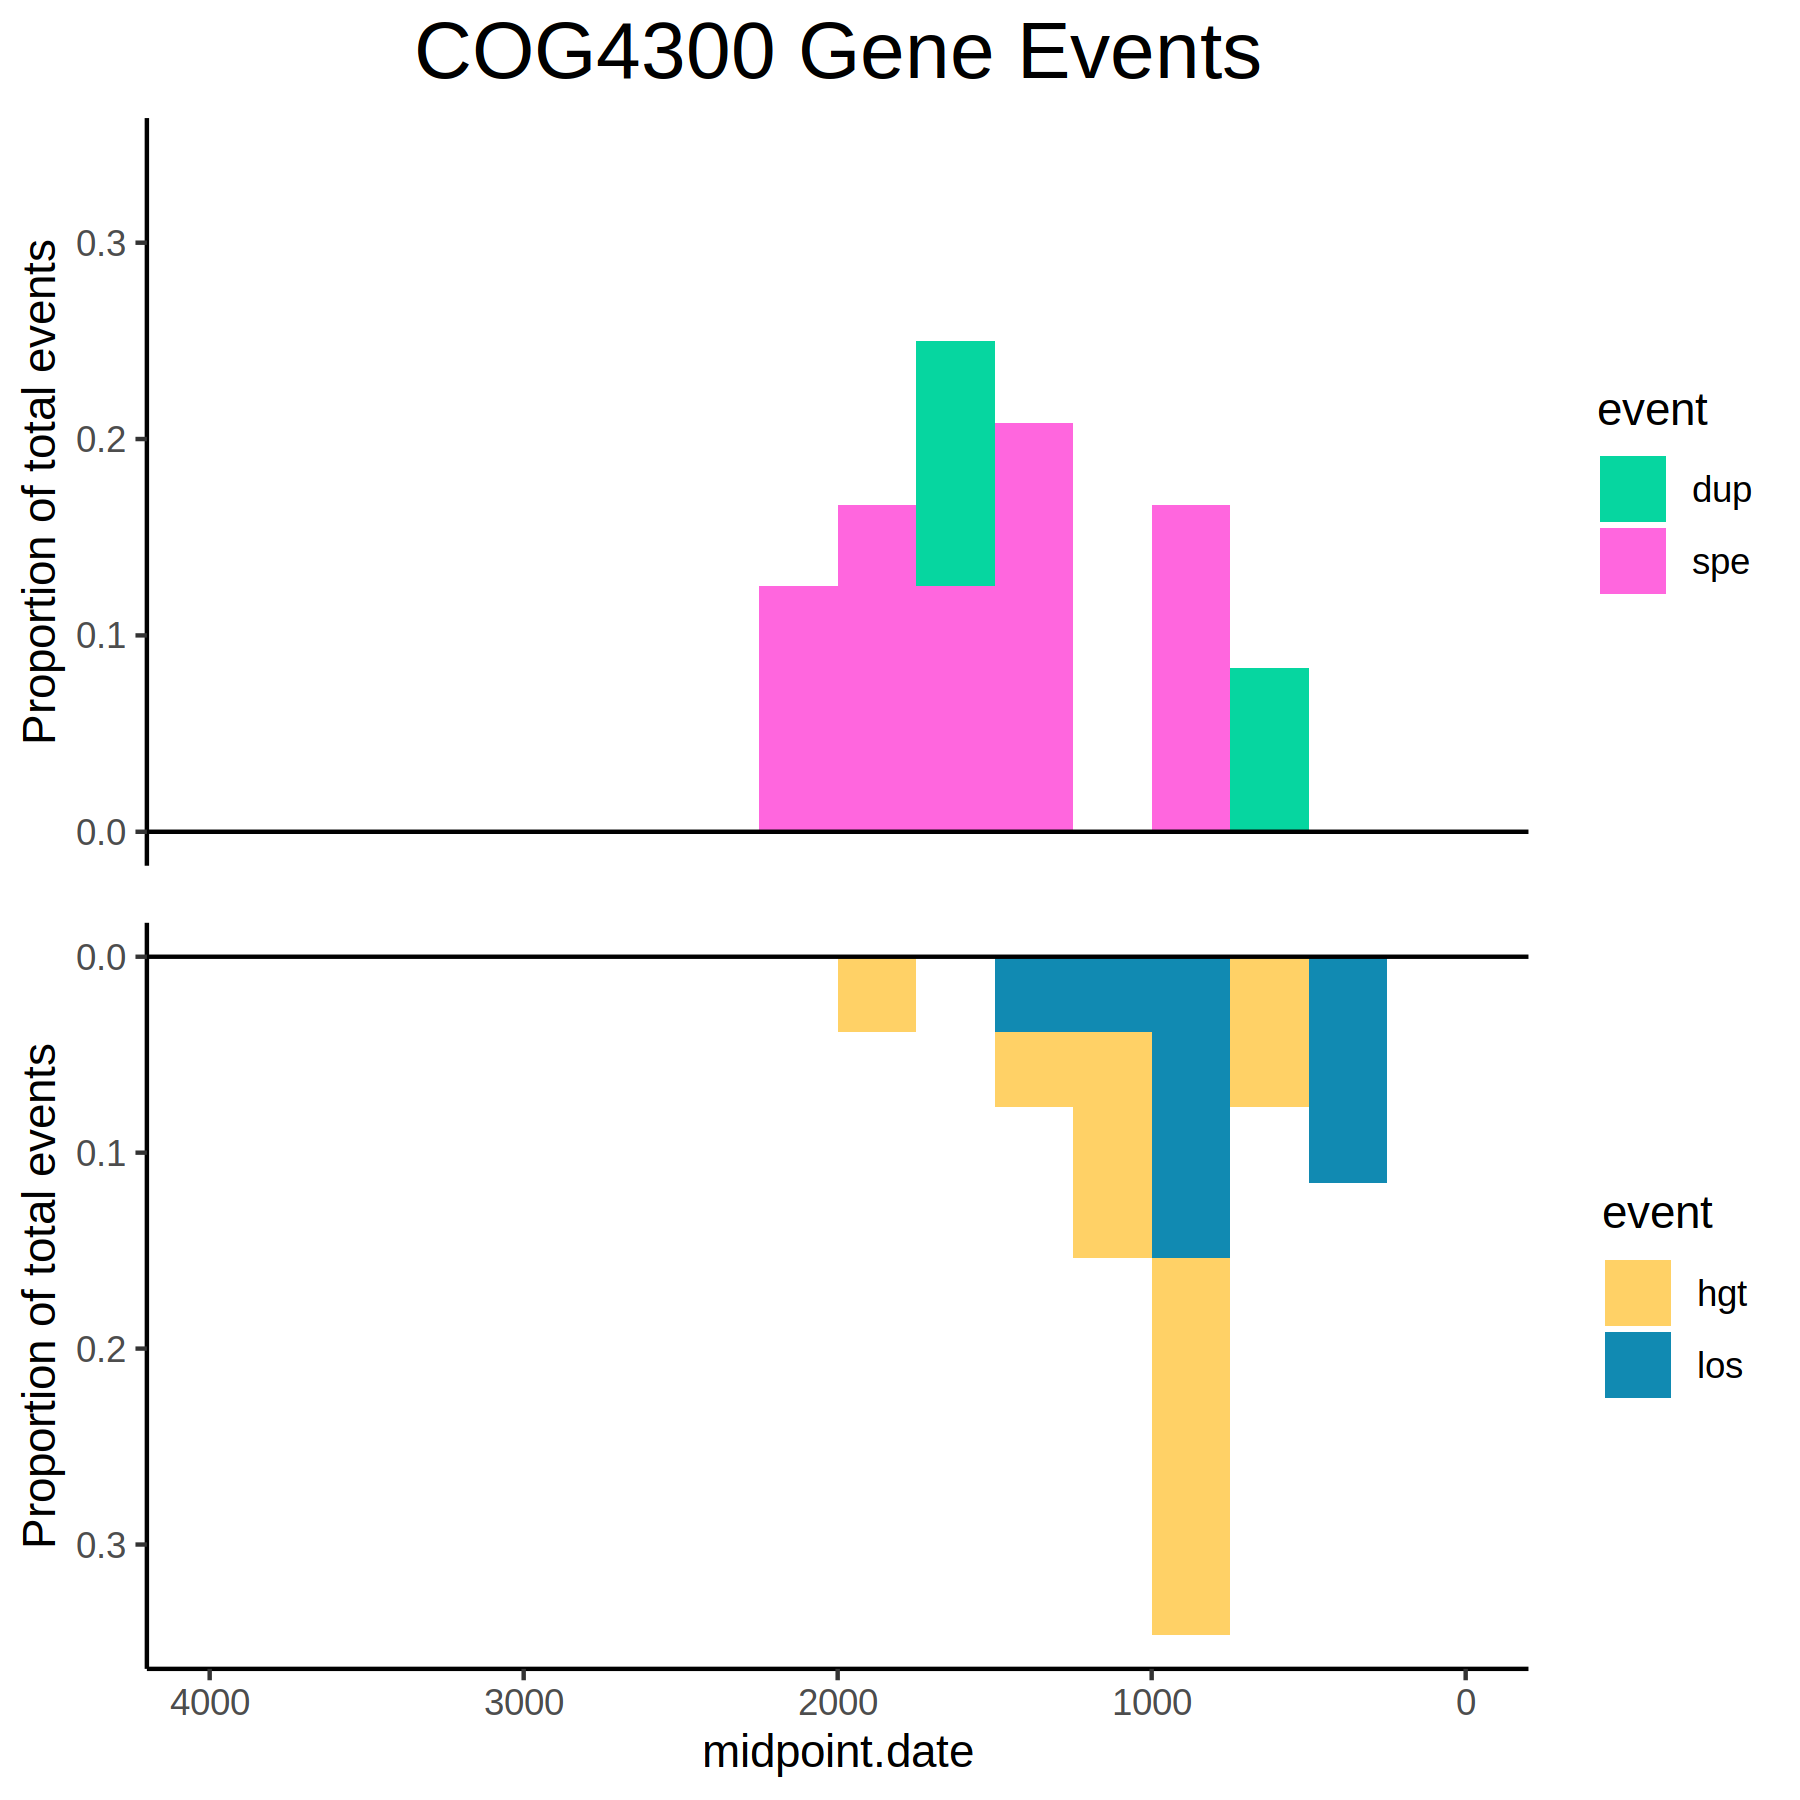 COG4300 Gene Events
Proportion of total events
0.3
0.2
0.1
0.0
event
dup
spe
Proportion of total events
0.0
0.1
0.2
0.3
event
hgt
los
4000 3000 2000 1000 0
midpoint.date